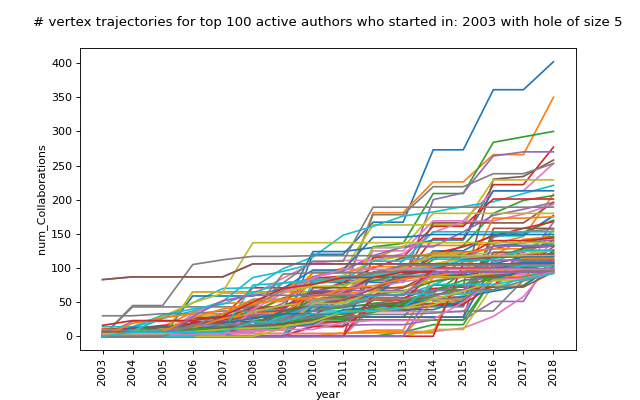 # vertex trajectories for top 100 active authors who started in: 2003 with hole of size 5
400
350
300
250
200
150
100
50
0
num_Collaborations
2003 2004 2005 2006 2007 2008 2009 2010 2011 2012 2013 2014 2015 2016 2017 2018
year